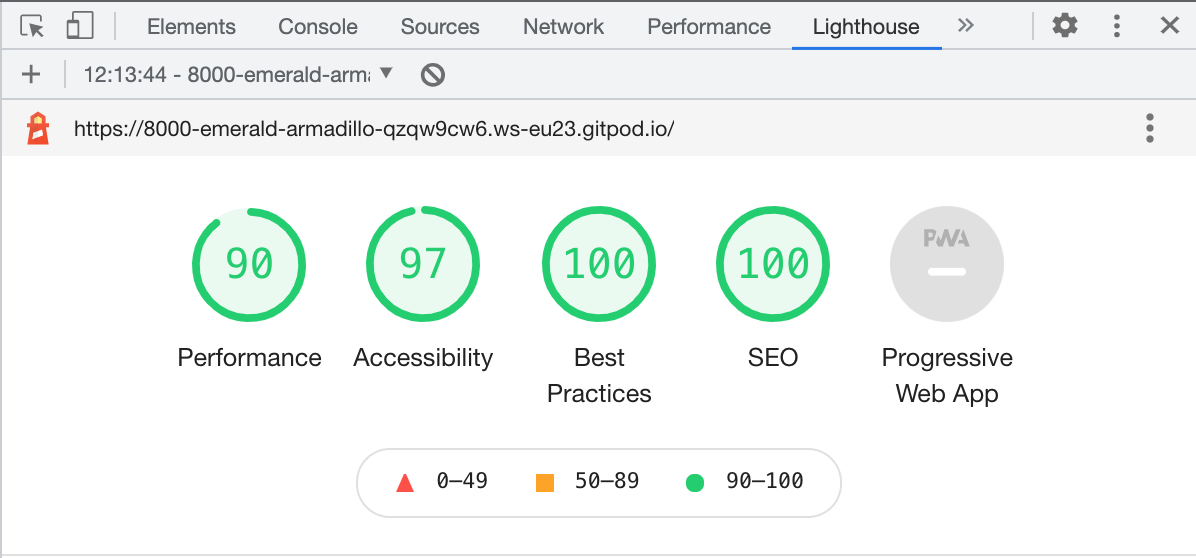 Elements Console Sources Network Performance Lighthouse
12:13:44 - 8000-emerald-arma
https://8000-emerald-armadillo-qzqw9cw6.ws-eu23.gitpod.io/
90 97 100 100 PWA
Performance Accessibility Best Practices SEO Progressive Web App
0–49 50–89 90–100